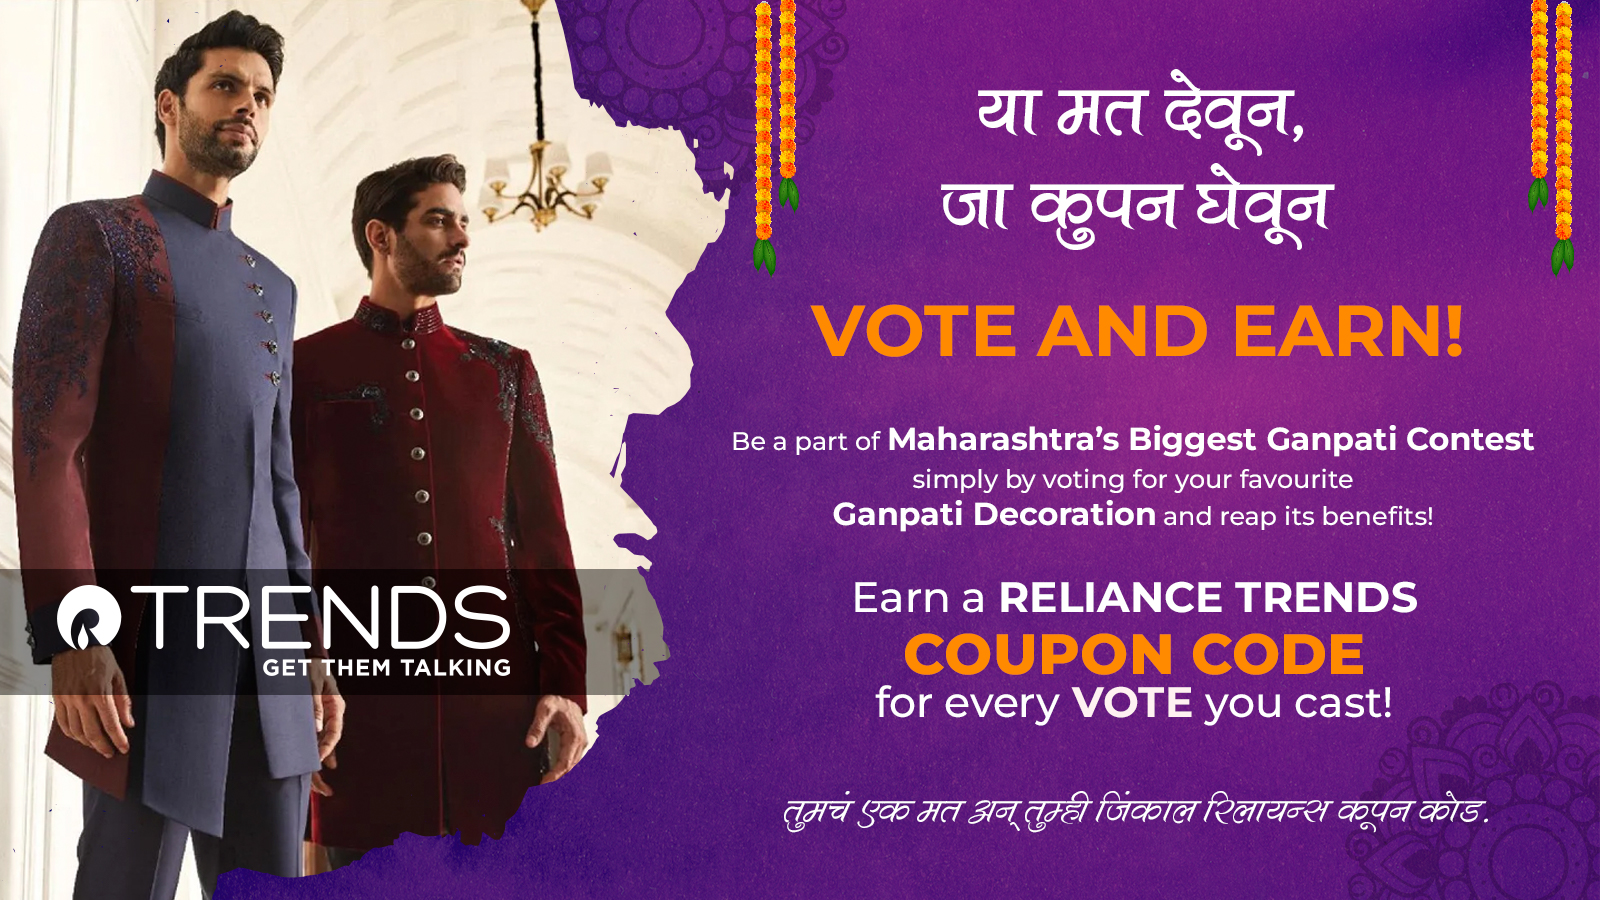 या मत देवून,
जा कुपन घेवून
VOTE AND EARN!
Be a part of Maharashtra’s Biggest Ganpati Contest
simply by voting for your favourite
Ganpati Decoration and reap its benefits!
TRENDS
GET THEM TALKING
Earn a RELIANCE TRENDS
COUPON CODE
for every VOTE you cast!
तुमचं एक मत अन् तुम्ही जिंकाल रिलायन्स कूपन कोड.